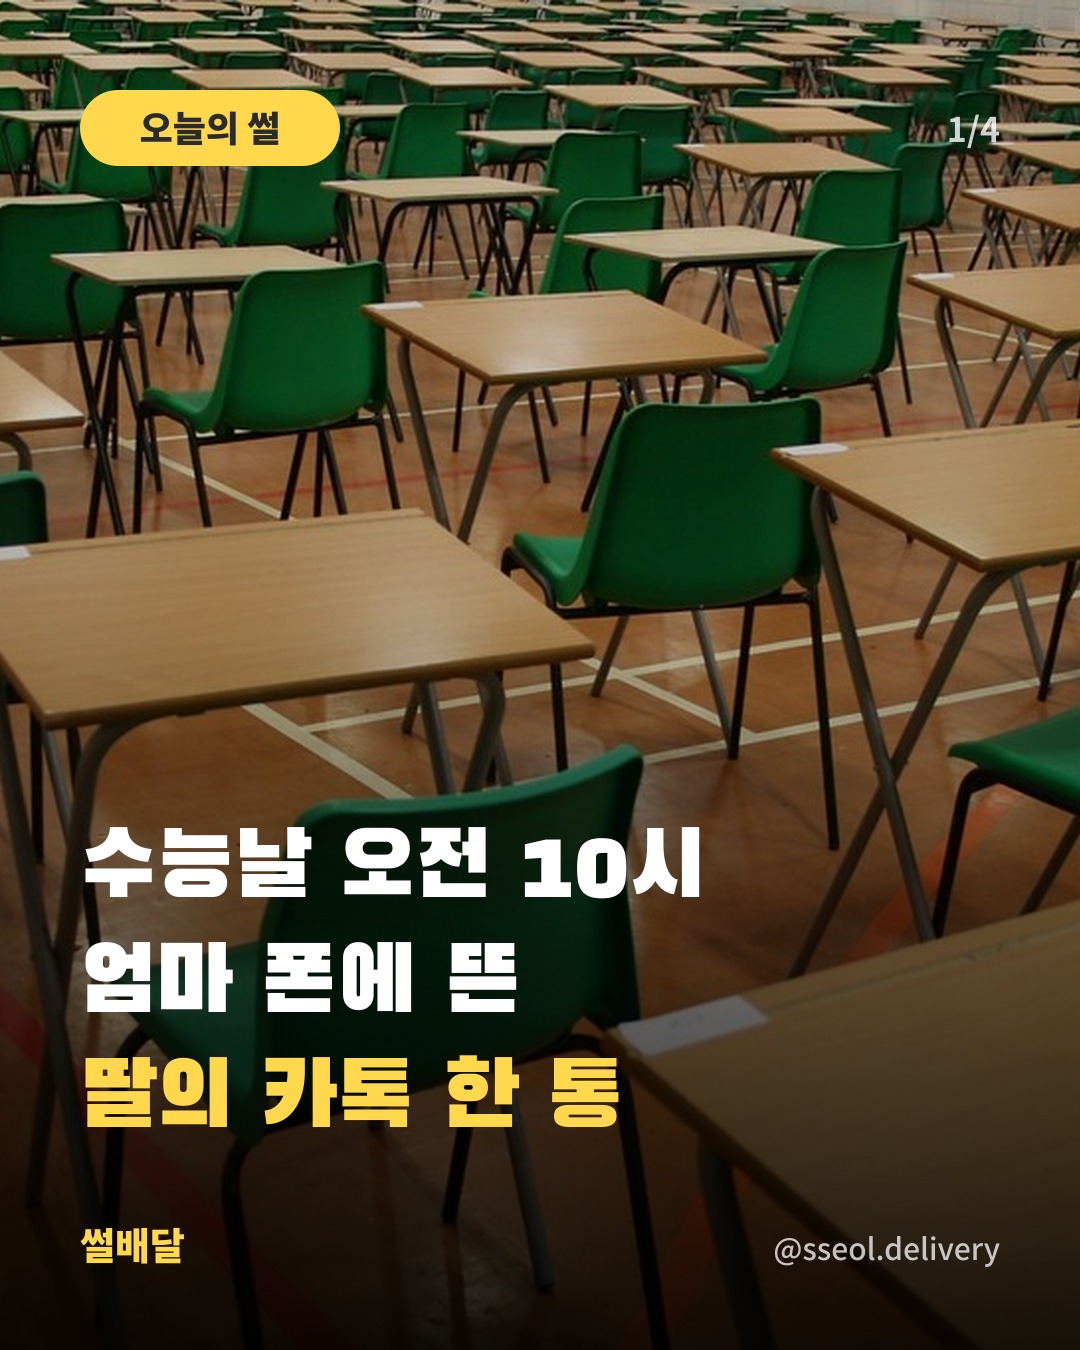 오늘의 썰
1/4
수능날 오전 10시
엄마 폰에 뜬
딸의 카톡 한 통
썰배달
@sseol.delivery